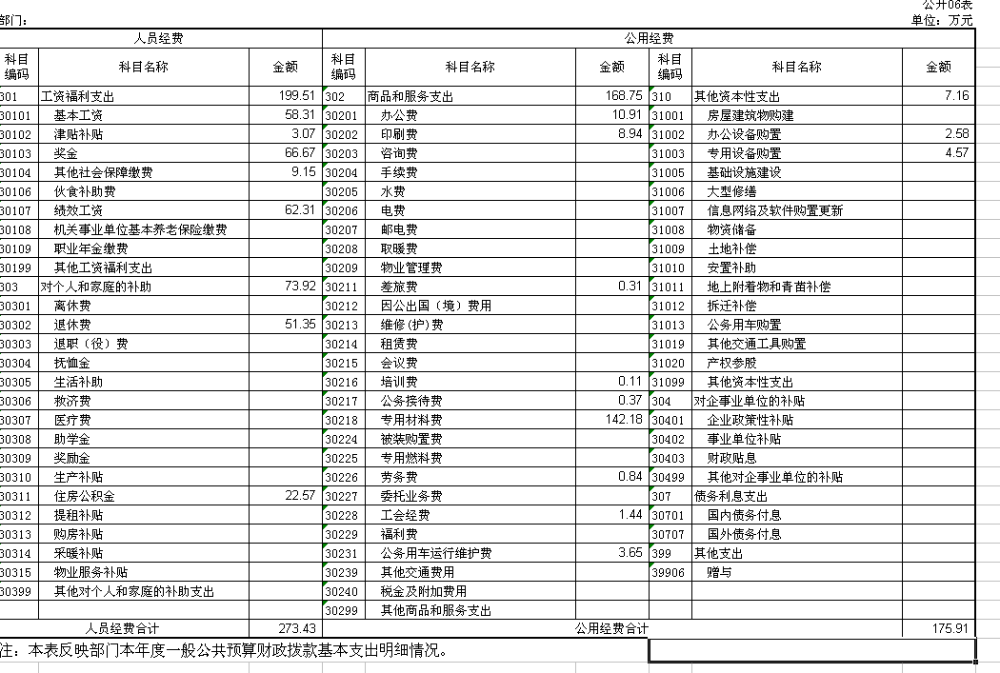 公开06表
部门：
单位：万元
人员经费 公用经费
科目编码 科目名称 金额 科目编码 科目名称 金额 科目编码 科目名称 金额
301 工资福利支出 199.51 302 商品和服务支出 168.75 310 其他资本性支出 7.16
30101 基本工资 58.31 30201 办公费 10.91 31001 房屋建筑物购建
30102 津贴补贴 3.07 30202 印刷费 8.94 31002 办公设备购置 2.58
30103 奖金 66.67 30203 咨询费 31003 专用设备购置 4.57
30104 其他社会保障缴费 9.15 30204 手续费 31005 基础设施建设
30106 伙食补助费 30205 水费 31006 大型修缮
30107 绩效工资 62.31 30206 电费 31007 信息网络及软件购置更新
30108 机关事业单位基本养老保险缴费 30207 邮电费 31008 物资储备
30109 职业年金缴费 30208 取暖费 31009 土地补偿
30199 其他工资福利支出 30209 物业管理费 31010 安置补助
303 对个人和家庭的补助 73.92 30211 差旅费 0.31 31011 地上附着物和青苗补偿
30301 离休费 30212 因公出国（境）费用 31012 拆迁补偿
30302 退休费 51.35 30213 维修(护)费 31013 公务用车购置
30303 退职（役）费 30214 租赁费 31019 其他交通工具购置
30304 抚恤金 30215 会议费 31020 产权参股
30305 生活补助 30216 培训费 0.11 31099 其他资本性支出
30306 救济费 30217 公务接待费 0.37 304 对企事业单位的补贴
30307 医疗费 30218 专用材料费 142.18 30401 企业政策性补贴
30308 助学金 30224 被装购置费 30402 事业单位补贴
30309 奖励金 30225 专用燃料费 30403 财政贴息
30310 生产补贴 30226 劳务费 0.84 30499 其他对企事业单位的补贴
30311 住房公积金 22.57 30227 委托业务费 307 债务利息支出
30312 提租补贴 30228 工会经费 1.44 30701 国内债务付息
30313 购房补贴 30229 福利费 30707 国外债务付息
30314 采暖补贴 30231 公务用车运行维护费 3.65 399 其他支出
30315 物业服务补贴 30239 其他交通费用 39906 赠与
30399 其他对个人和家庭的补助支出 30240 税金及附加费用
30299 其他商品和服务支出
人员经费合计 273.43 公用经费合计 175.91
注：本表反映部门本年度一般公共预算财政拨款基本支出明细情况。